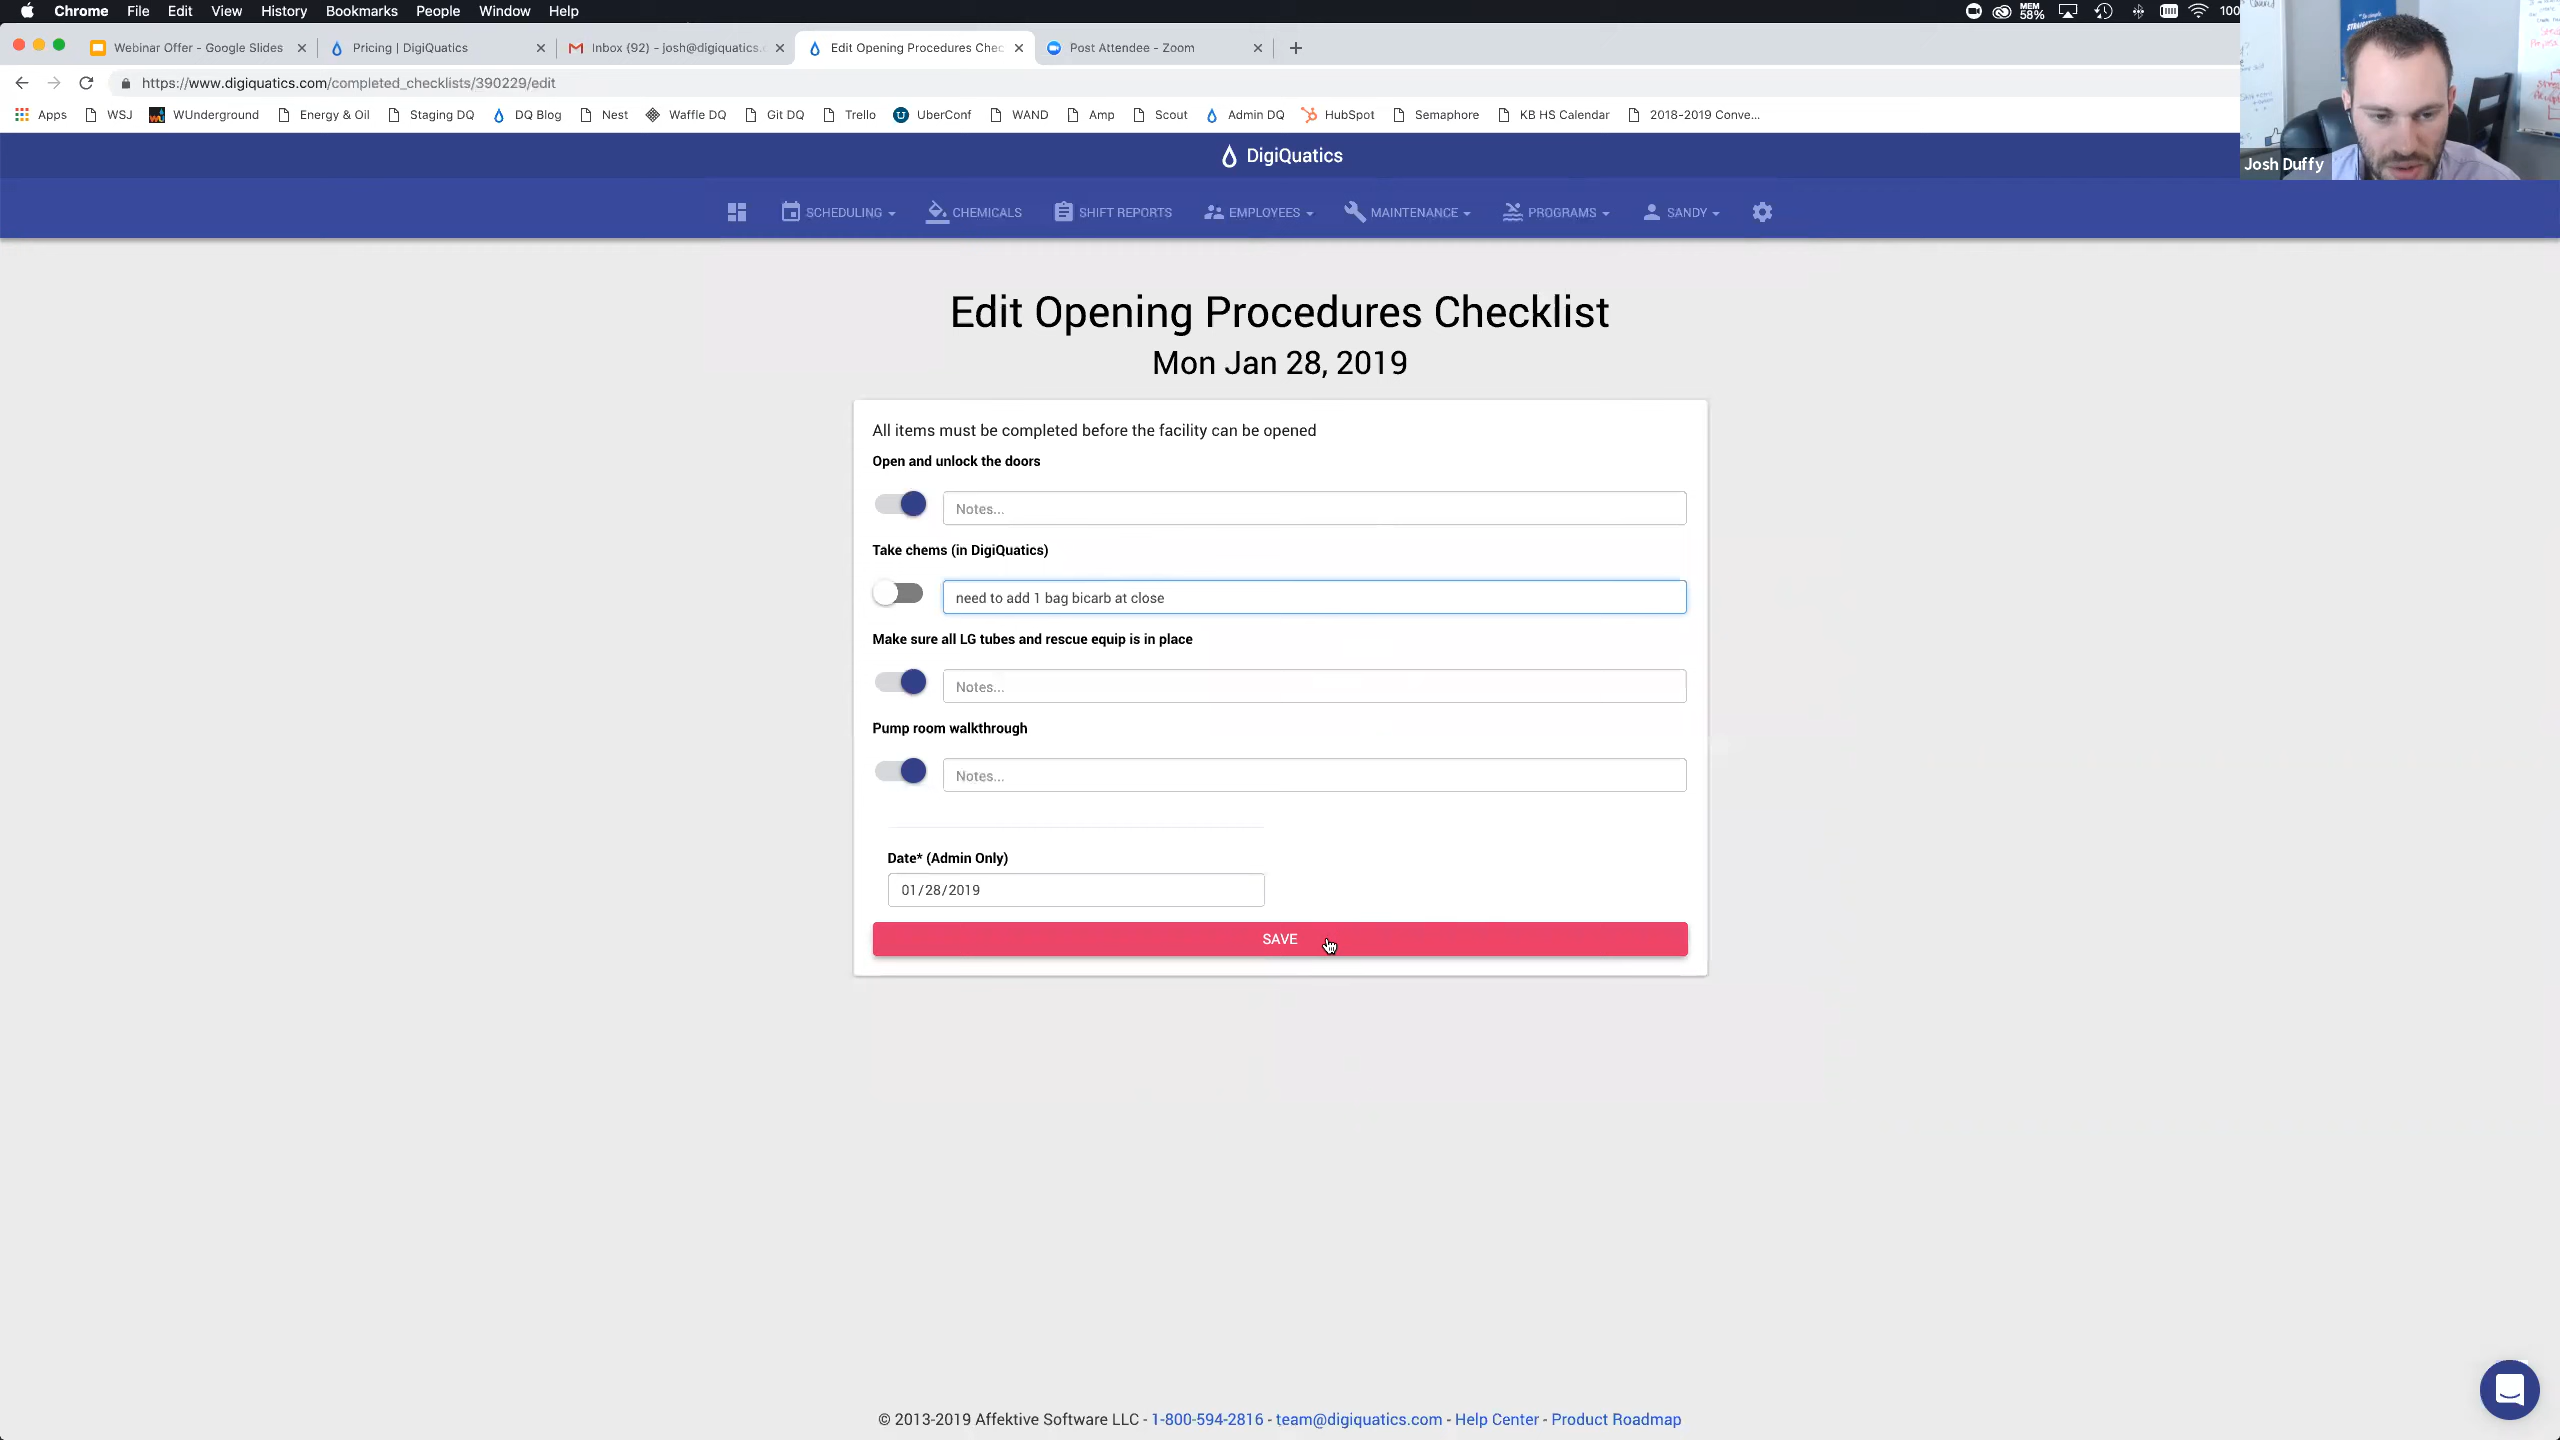 Chrome File Edit View History Bookmarks People Window Help MEM 58% 100
Webinar Offer - Google Slides Pricing | DigiQuatics Inbox (92) - josh@digiquatics. Edit Opening Procedures Chec Post Attendee - Zoom
https://www.digiquatics.com/completed_checklists/390229/edit
Apps WSJ WUnderground Energy & Oil Staging DQ DQ Blog Nest Waffle DQ Git DQ Trello UberConf WAND Amp Scout Admin DQ HubSpot Semaphore KB HS Calendar 2018-2019 Conve...
Josh Duffy
DigiQuatics
SCHEDULING CHEMICALS SHIFT REPORTS EMPLOYEES MAINTENANCE PROGRAMS SANDY
Edit Opening Procedures Checklist
Mon Jan 28, 2019
All items must be completed before the facility can be opened
Open and unlock the doors
Notes...
Take chems (in DigiQuatics)
need to add 1 bag bicarb at close
Make sure all LG tubes and rescue equip is in place
Notes...
Pump room walkthrough
Notes...
Date* (Admin Only)
01/28/2019
SAVE
© 2013-2019 Affektive Software LLC - 1-800-594-2816 - team@digiquatics.com - Help Center - Product Roadmap